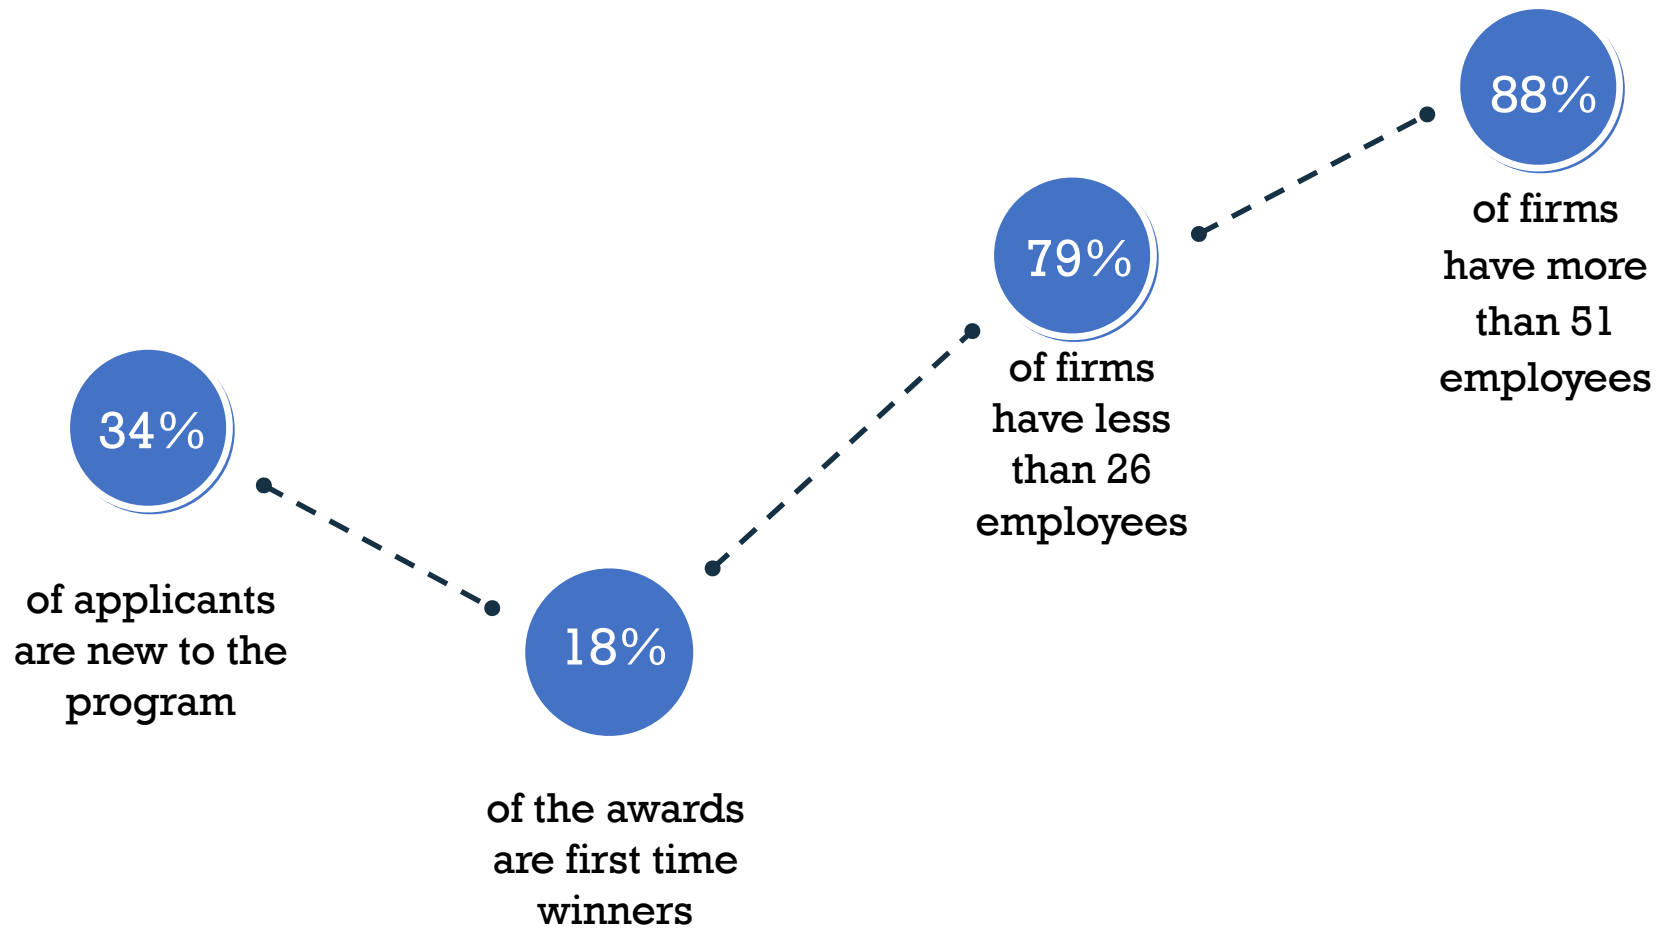 34%
of applicants
are new to the
program
18%
of the awards
are first time
winners
79%
of firms
have less
than 26
employees
88%
of firms
have more
than 51
employees